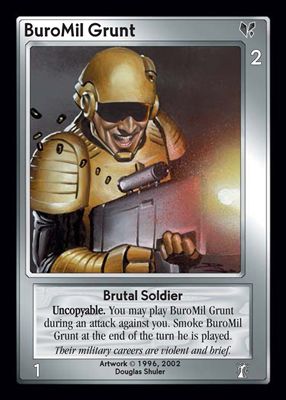 BuroMil Grunt
2
Brutal Soldier
Uncopyable. You may play BuroMil Grunt
during an attack against you. Smoke BuroMil
Grunt at the end of the turn he is played.
Their military careers are violent and brief.
1
Artwork © 1996, 2002
Douglas Shuler